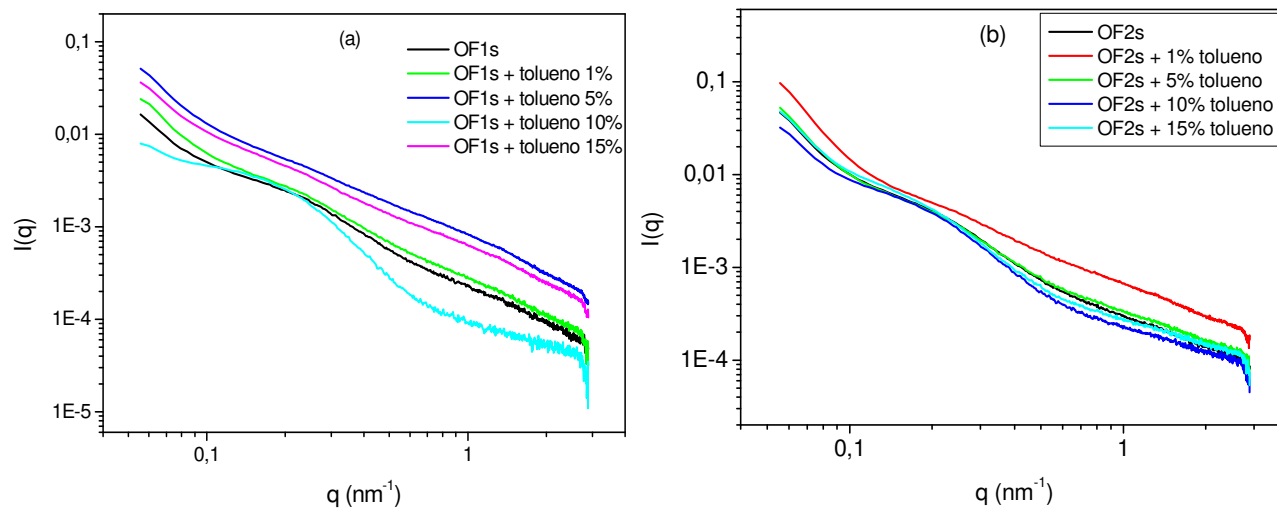 (a)
OF1s
OF1s + tolueno 1%
OF1s + tolueno 5%
OF1s + tolueno 10%
OF1s + tolueno 15%
0,1
0,01
1E-3
1E-4
1E-5
I(q)
0,1
1
q (nm⁻¹)
(b)
OF2s
OF2s + 1% tolueno
OF2s + 5% tolueno
OF2s + 10% tolueno
OF2s + 15% tolueno
0,1
0,01
1E-3
1E-4
I(q)
0,1
1
q (nm⁻¹)